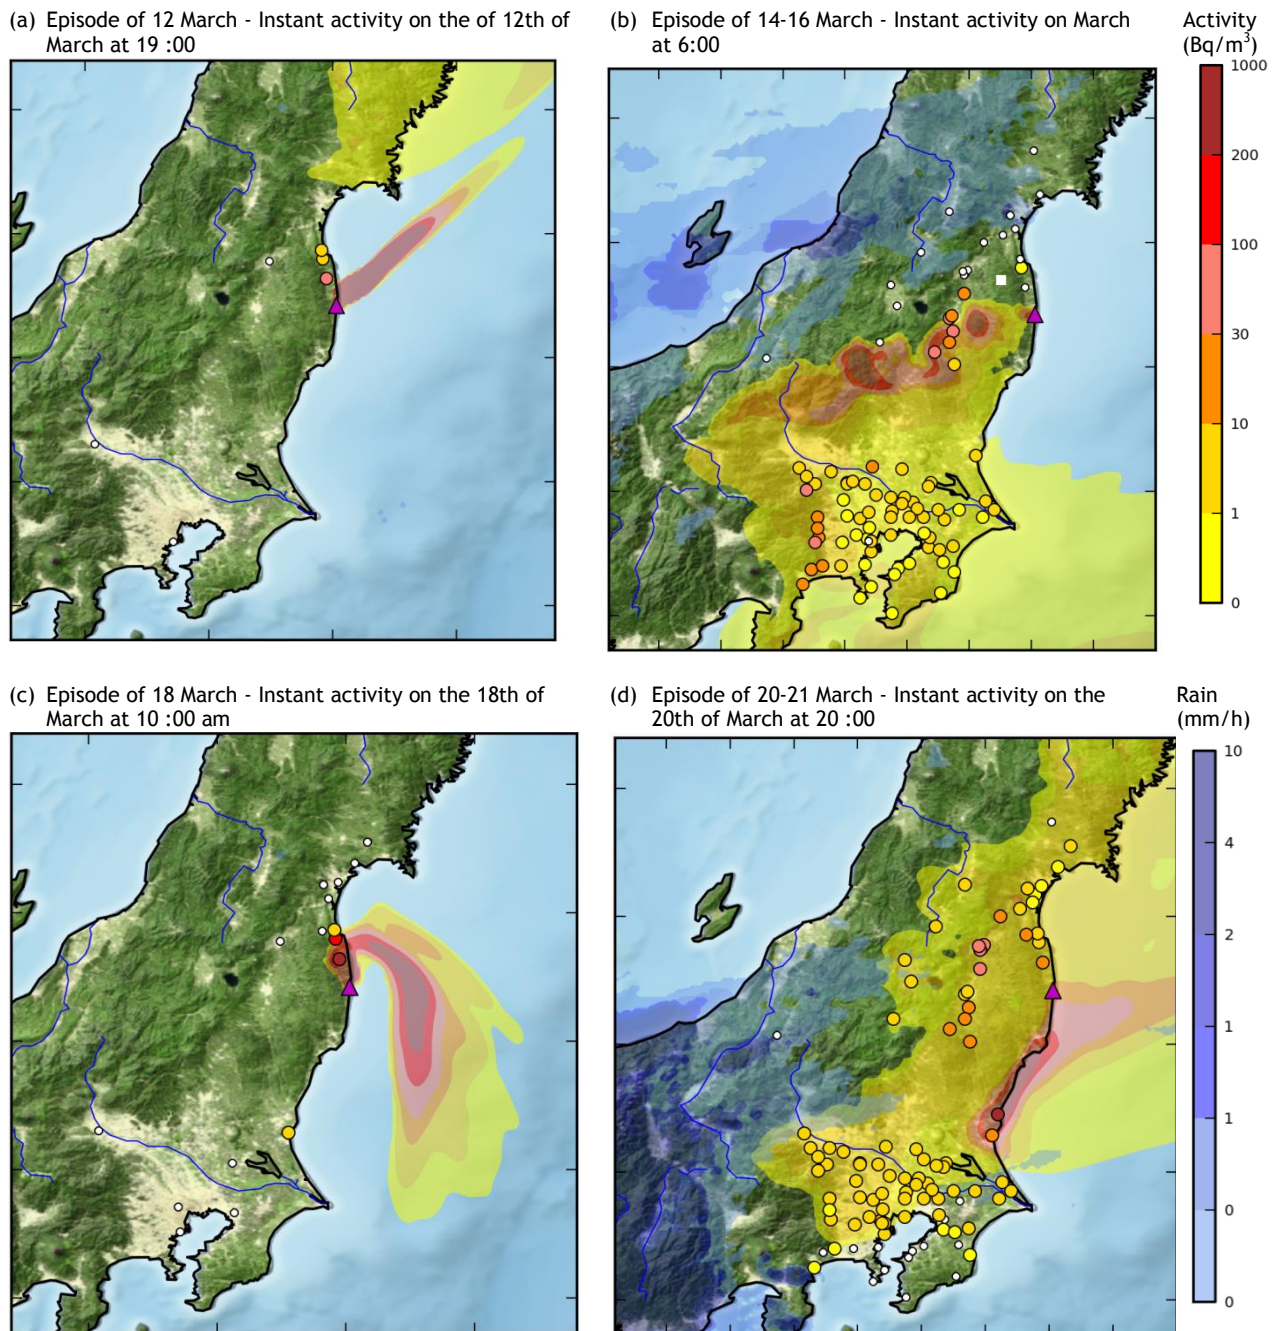 (a) Episode of 12 March - Instant activity on the of 12th of
March at 19 :00
(b) Episode of 14-16 March - Instant activity on March
at 6:00
Activity
(Bq/m³)
1000
200
100
30
10
1
0
(c) Episode of 18 March - Instant activity on the 18th of
March at 10 :00 am
(d) Episode of 20-21 March - Instant activity on the
20th of March at 20 :00
Rain
(mm/h)
10
4
2
1
1
0
0